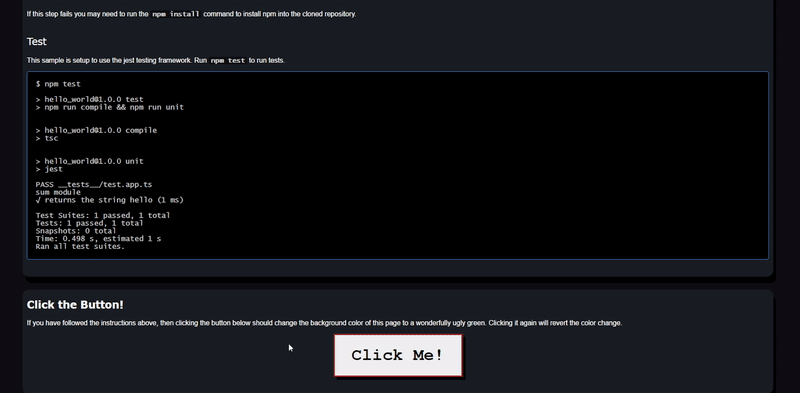 If this step fails you may need to run the npm install command to install npm into the cloned repository.
Test
This sample is setup to use the jest testing framework. Run npm test to run tests.
$ npm test
> hello_world@1.0.0 test
> npm run compile && npm run unit
> hello_world@1.0.0 compile
> tsc
> hello_world@1.0.0 unit
> jest
PASS __tests__/test.app.ts
sum module
√ returns the string hello (1 ms)
Test Suites: 1 passed, 1 total
Tests: 1 passed, 1 total
Snapshots: 0 total
Time: 0.498 s, estimated 1 s
Ran all test suites.
Click the Button!
If you have followed the instructions above, then clicking the button below should change the background color of this page to a wonderfully ugly green. Clicking it again will revert the color change.
Click Me!